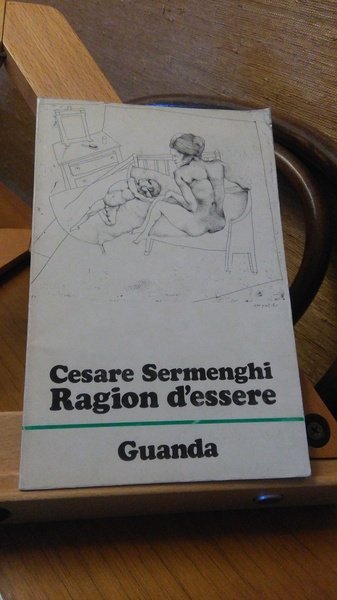 Cesare Sermenghi
Ragion d'essere
Guanda